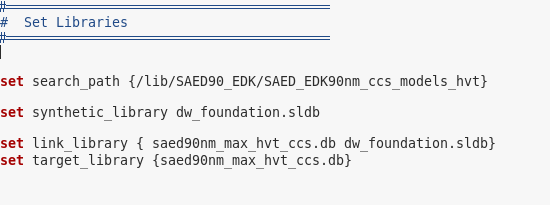 #=========================================
#  Set Libraries
#=========================================

set search_path {/lib/SAED90_EDK/SAED_EDK90nm_ccs_models_hvt}

set synthetic_library dw_foundation.sldb

set link_library { saed90nm_max_hvt_ccs.db dw_foundation.sldb}
set target_library {saed90nm_max_hvt_ccs.db}